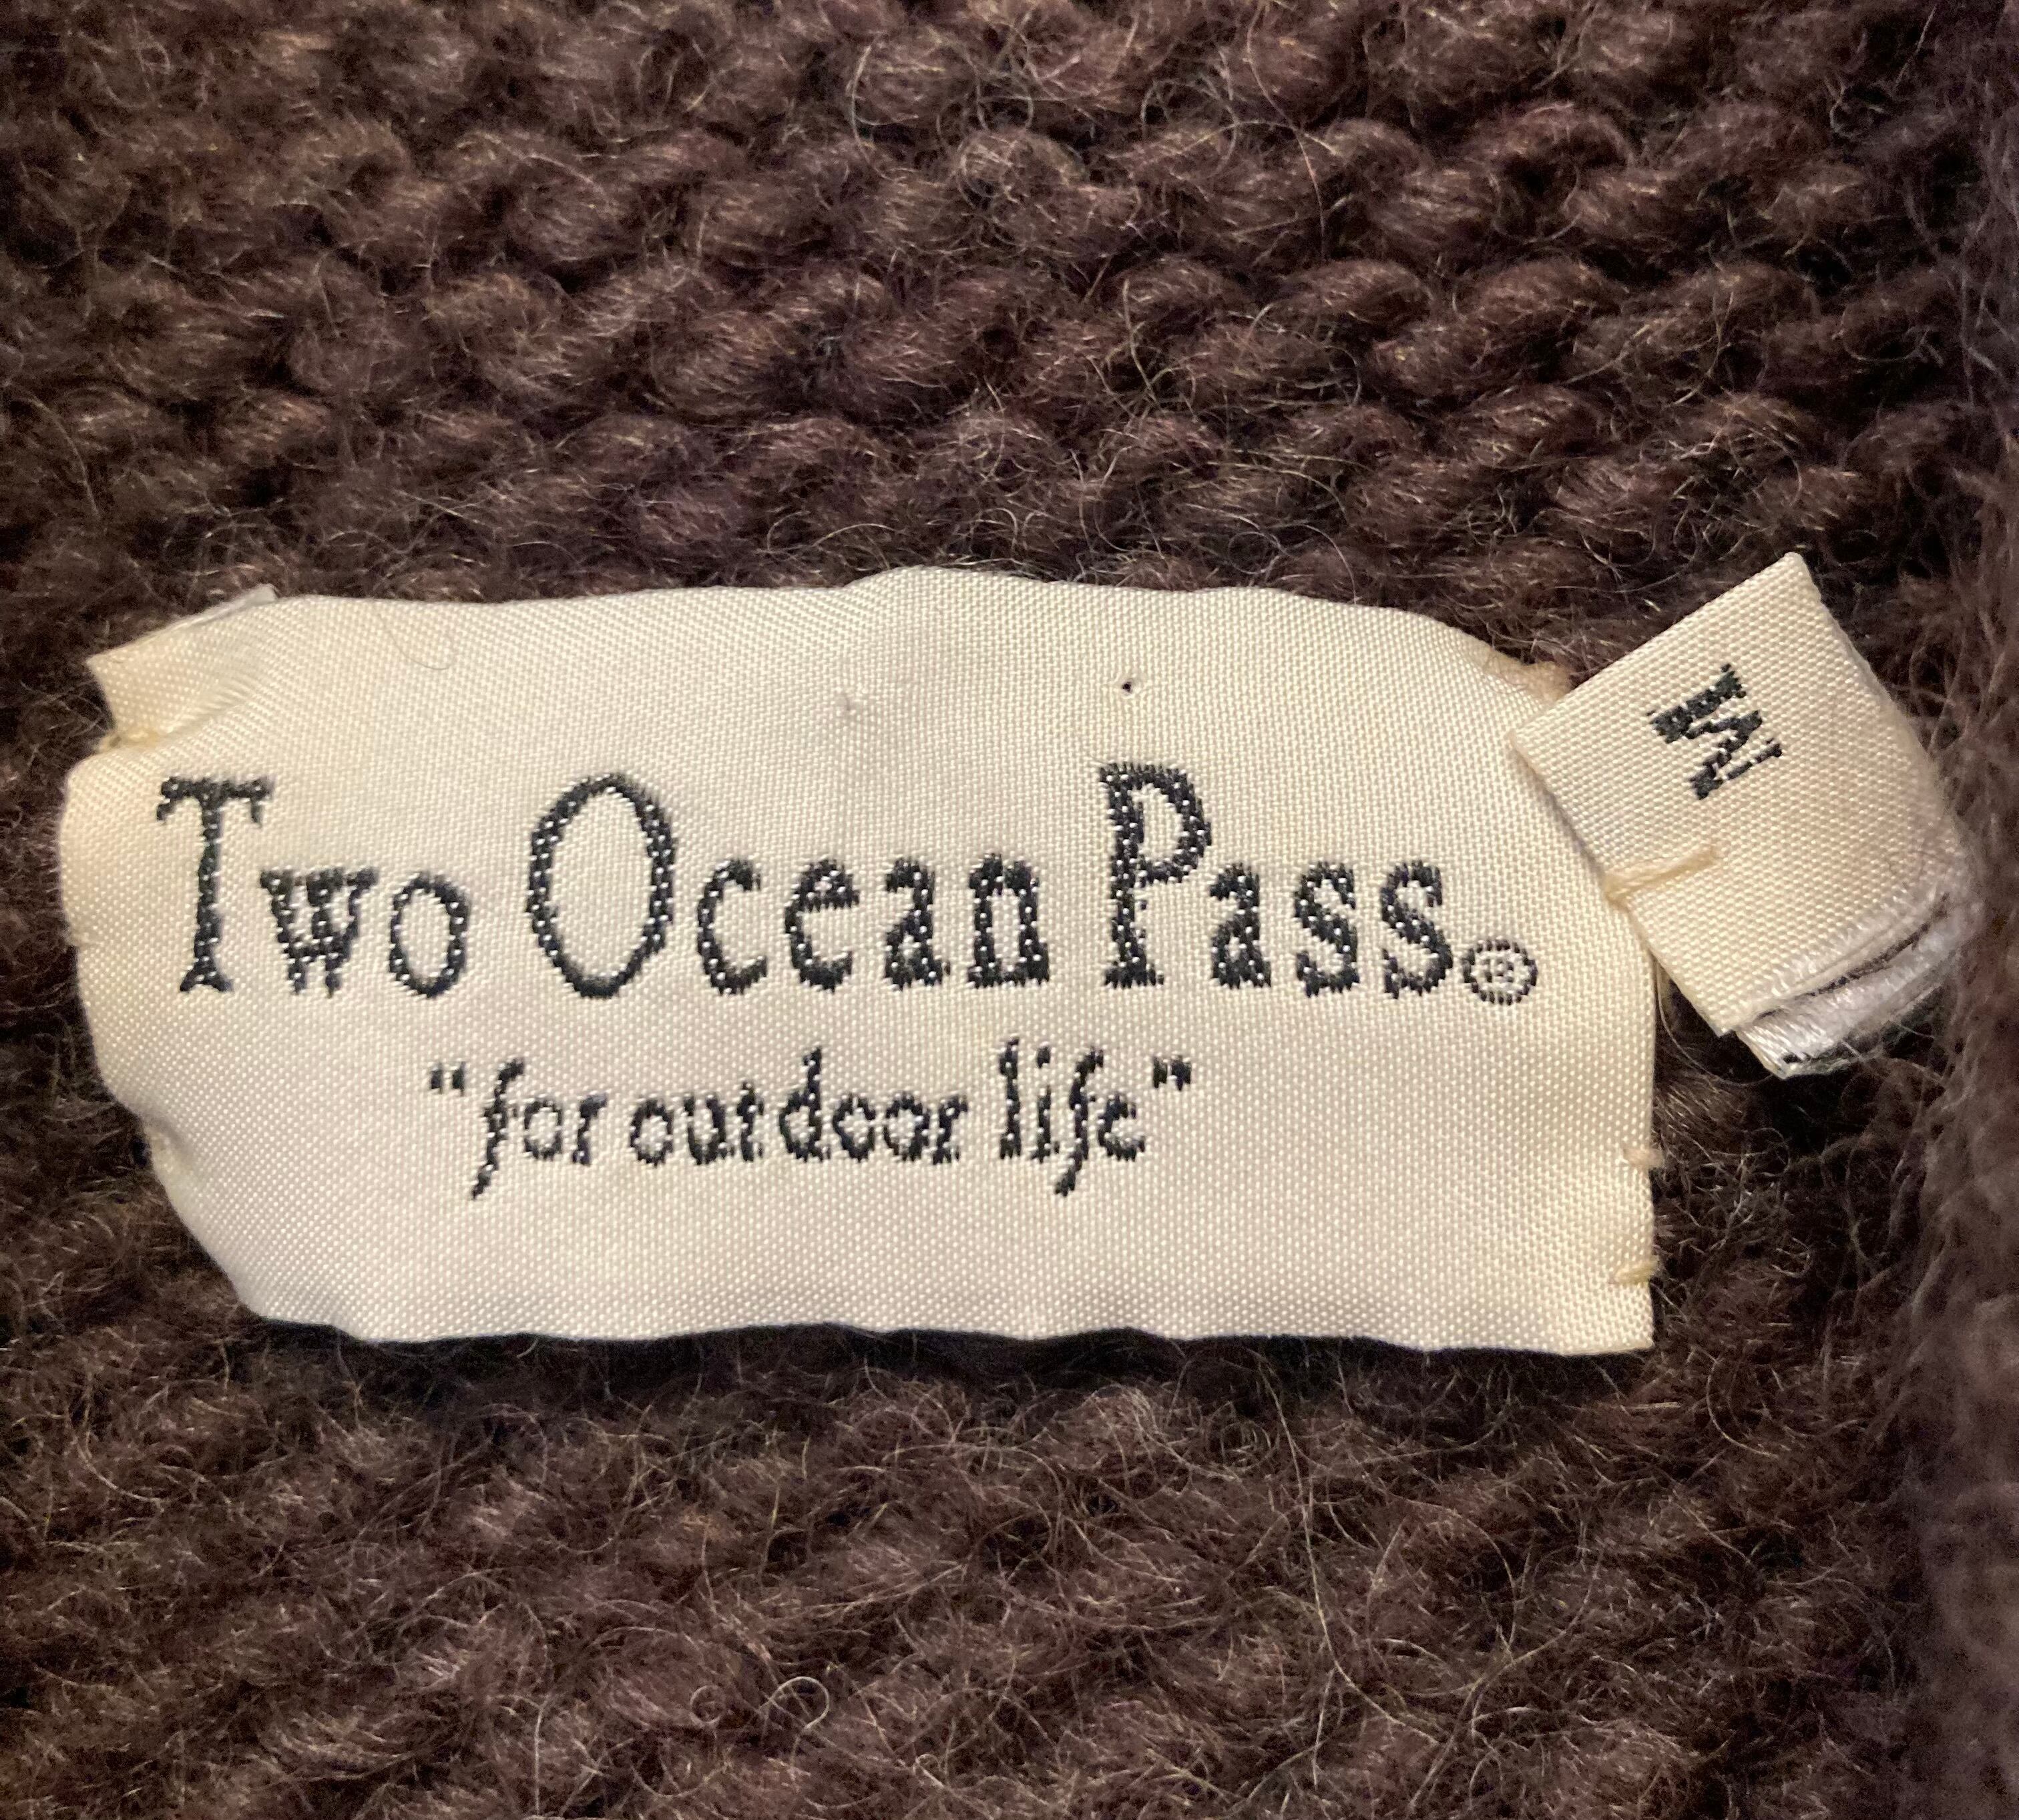 Two Ocean Pass®
"for outdoor life"
M